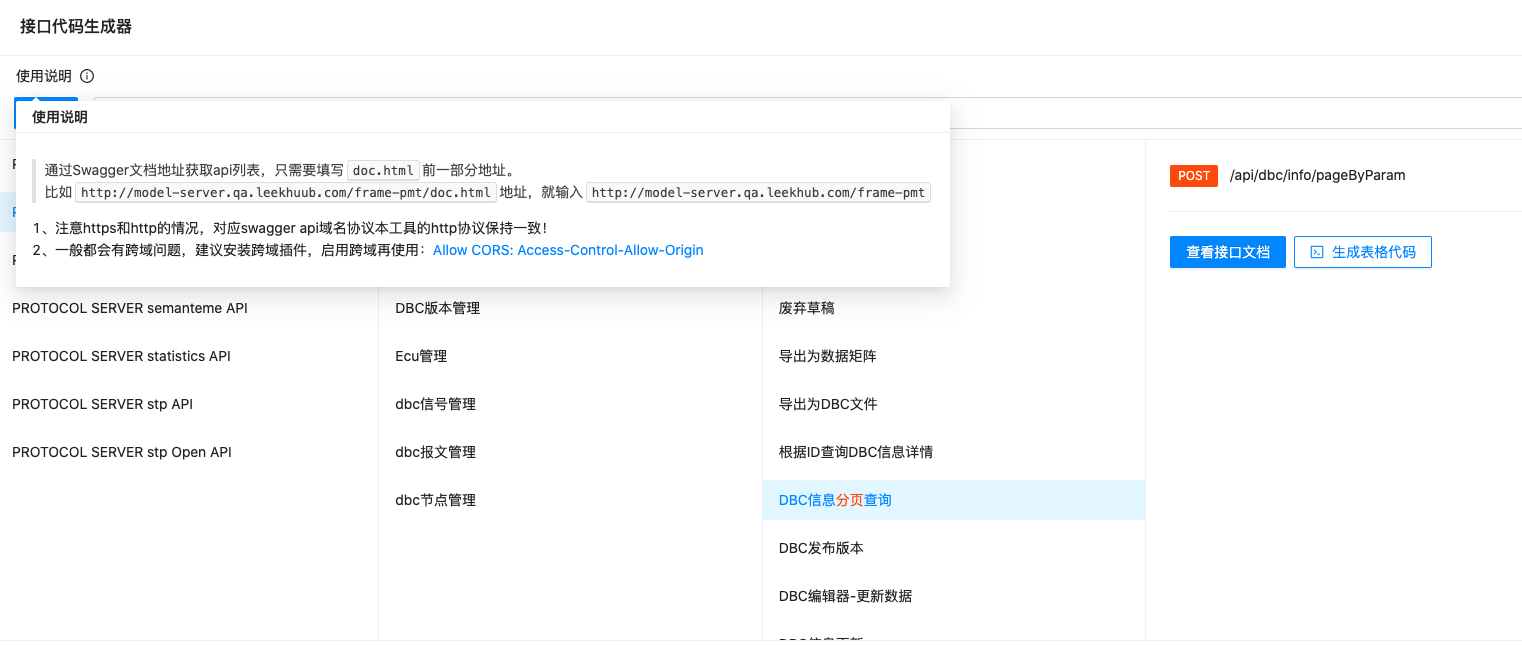 接口代码生成器
使用说明
使用说明
通过Swagger文档地址获取api列表，只需要填写 doc.html 前一部分地址。
比如 http://model-server.qa.leekhuub.com/frame-pmt/doc.html 地址，就输入 http://model-server.qa.leekhub.com/frame-pmt
1、注意https和http的情况，对应swagger api域名协议本工具的http协议保持一致！
2、一般都会有跨域问题，建议安装跨域插件，启用跨域再使用：Allow CORS: Access-Control-Allow-Origin
POST /api/dbc/info/pageByParam
查看接口文档 生成表格代码
PROTOCOL SERVER semanteme API
PROTOCOL SERVER statistics API
PROTOCOL SERVER stp API
PROTOCOL SERVER stp Open API
DBC版本管理
Ecu管理
dbc信号管理
dbc报文管理
dbc节点管理
废弃草稿
导出为数据矩阵
导出为DBC文件
根据ID查询DBC信息详情
DBC信息分页查询
DBC发布版本
DBC编辑器-更新数据